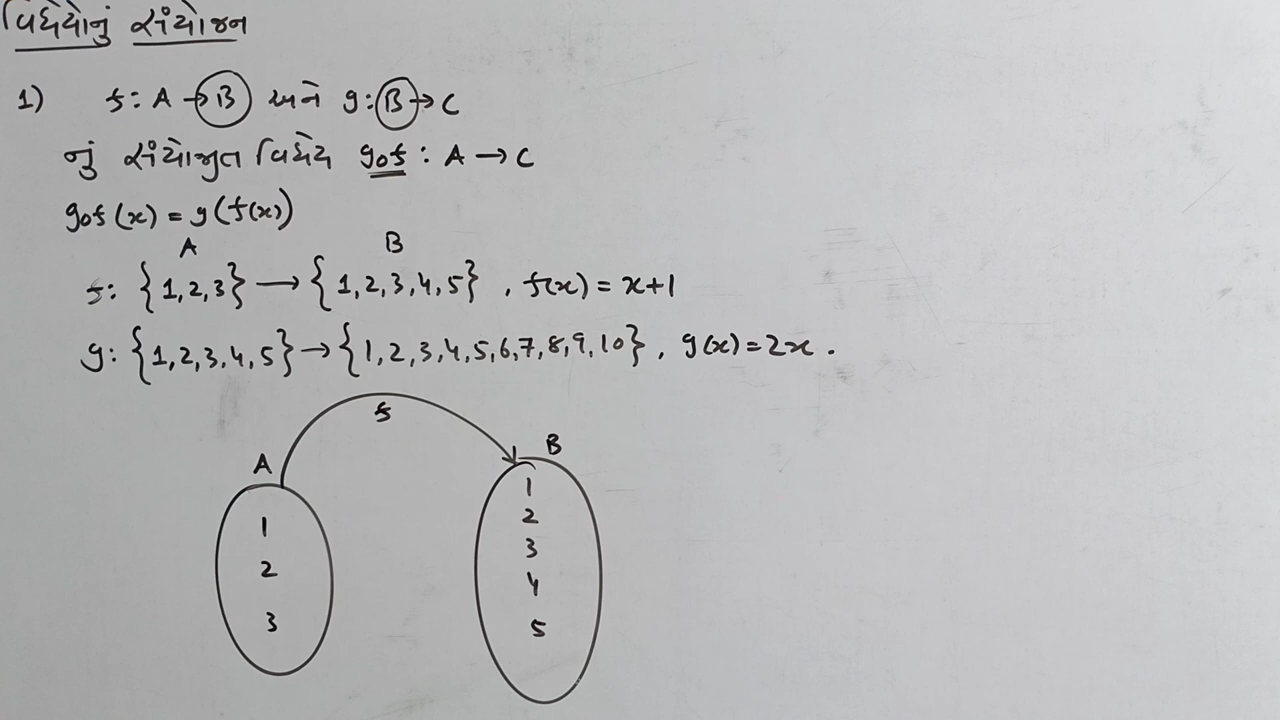 વિધેયોનું સંયોજન
1) f: A → B અને g: B → C
નું સંયોજીત વિધેય gof : A → C
gof (x) = g(f(x))
A B
f: {1,2,3} → {1,2,3,4,5} , f(x) = x+1
g: {1,2,3,4,5} → {1,2,3,4,5,6,7,8,9,10} , g(x)=2x .
f
A B
1
2
3
1
2
3
4
5